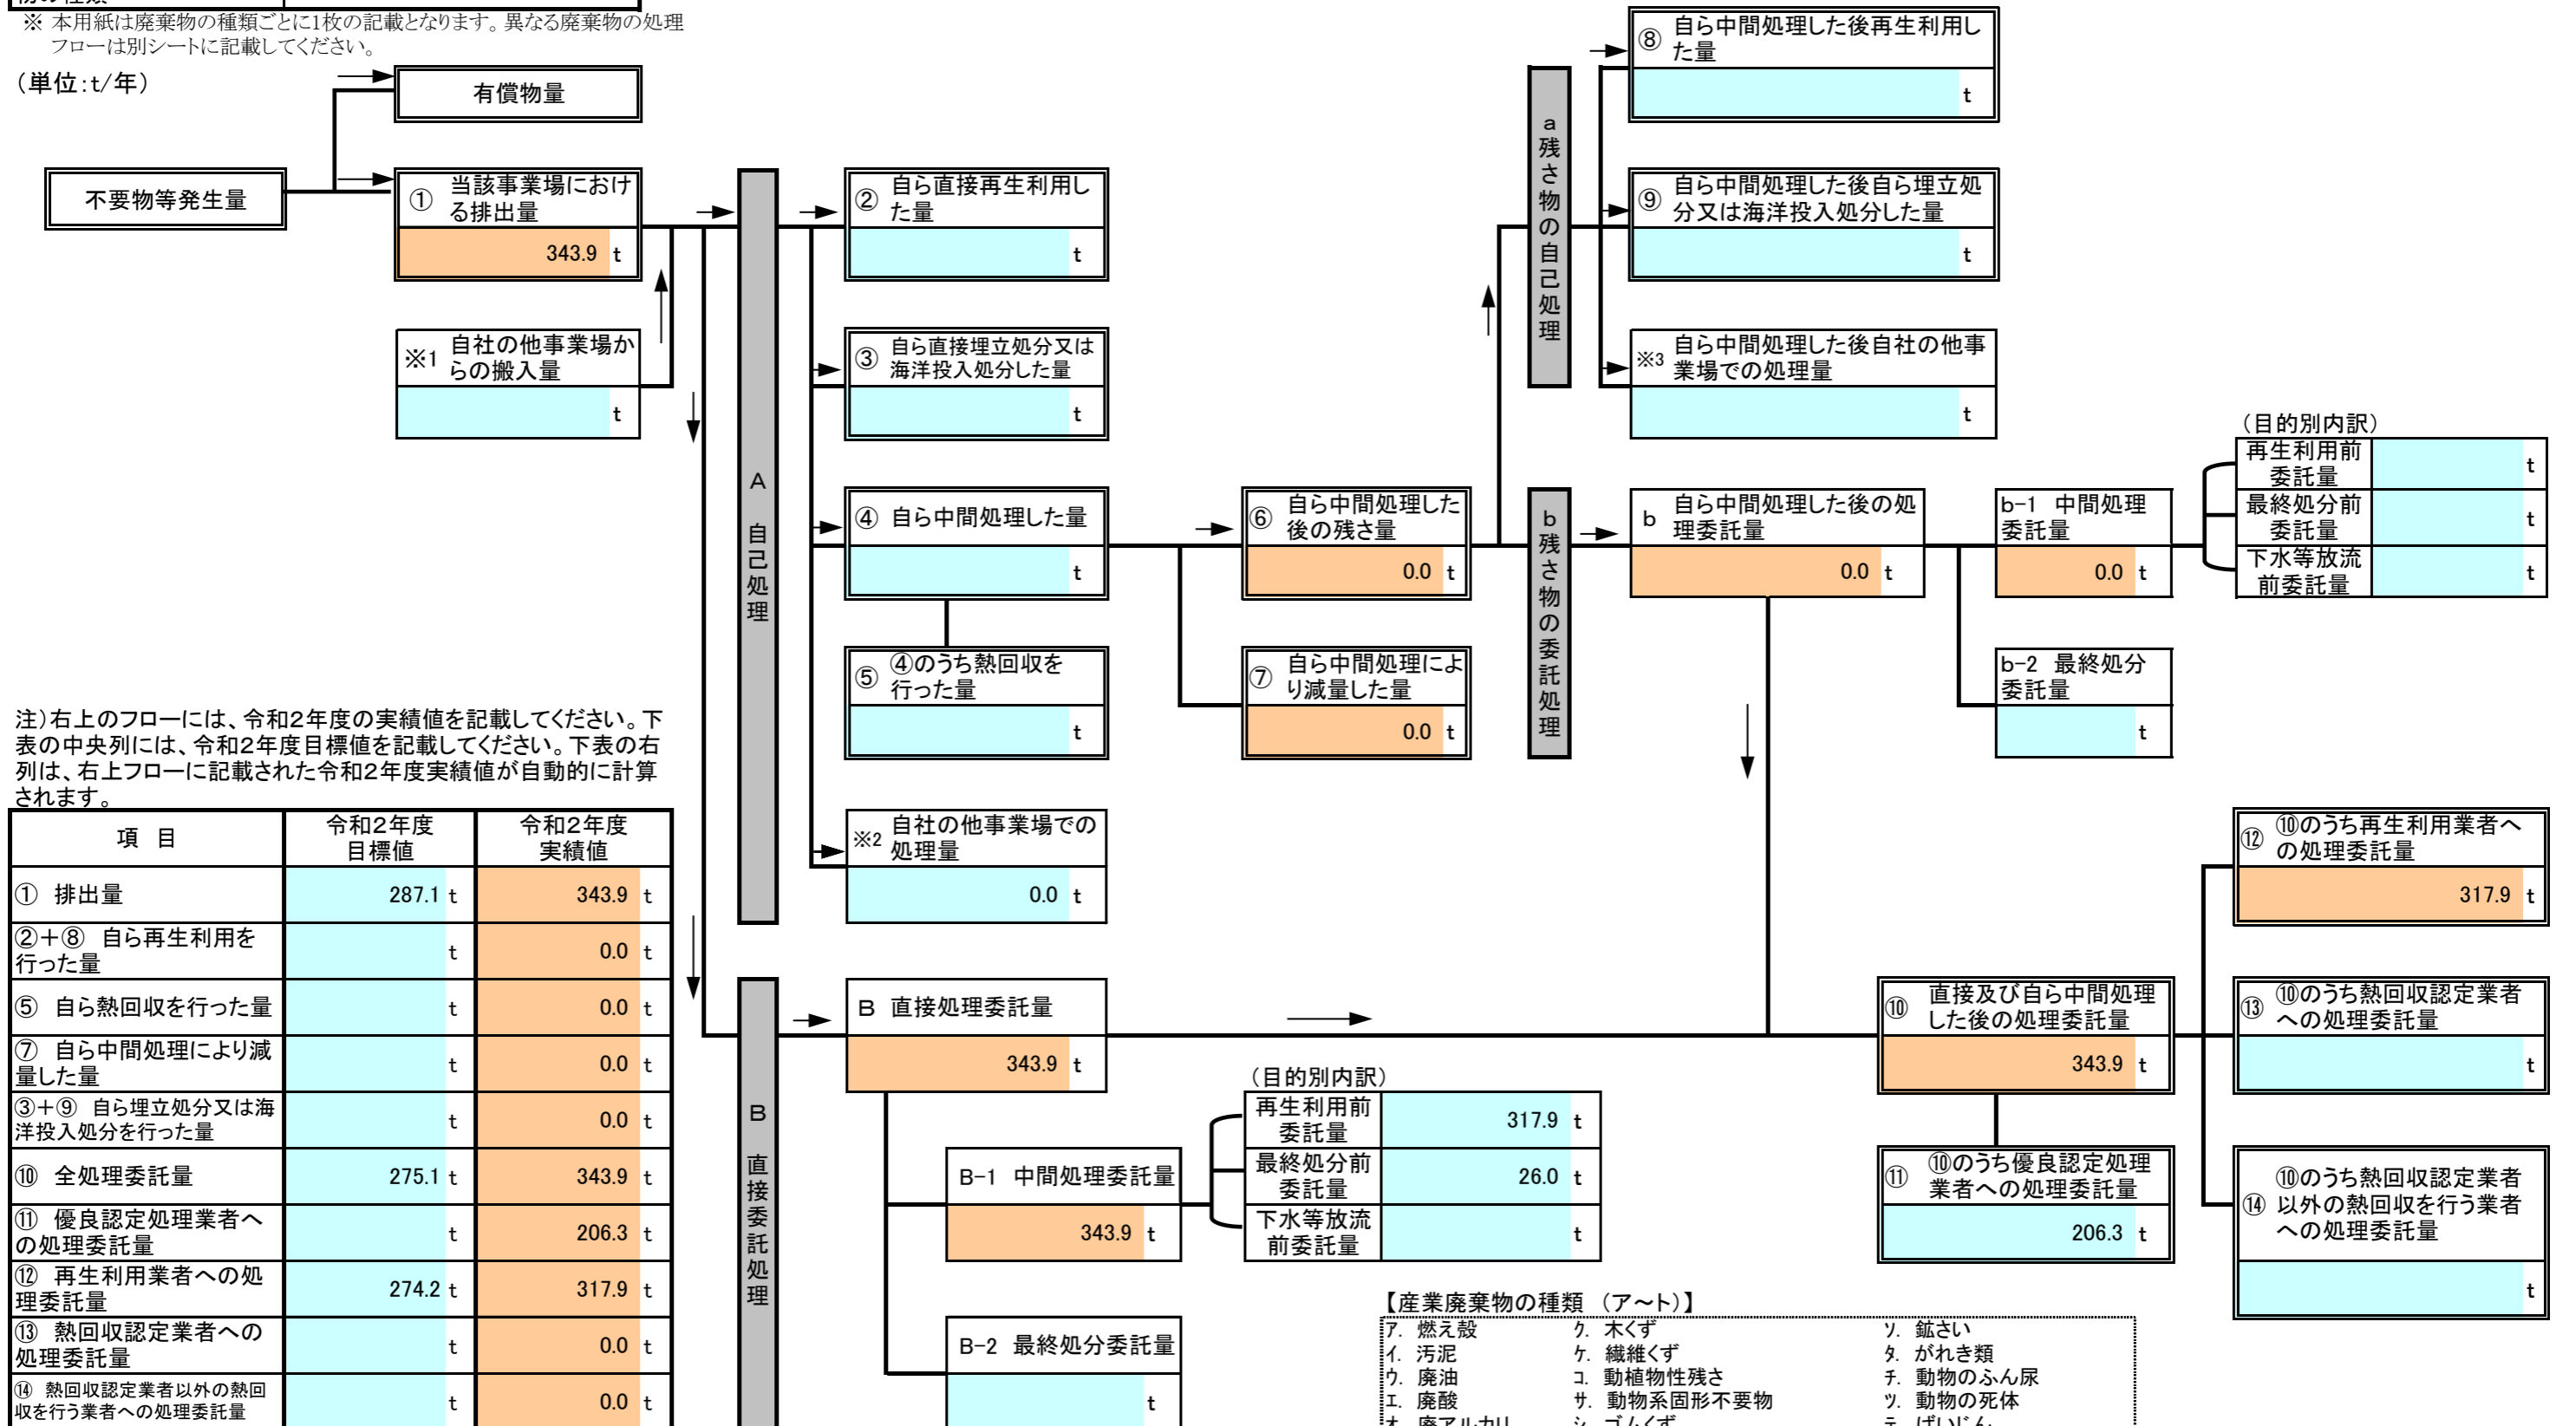 ※ 本用紙は廃棄物の種類ごとに1枚の記載となります。異なる廃棄物の処理
フローは別シートに記載してください。
（単位：t/年）
有償物量
不要物等発生量
① 当該事業場におけ
る排出量
343.9 t
※1 自社の他事業場か
らの搬入量
t
A 自己処理
② 自ら直接再生利用し
た量
t
③ 自ら直接埋立処分又は
海洋投入処分した量
t
④ 自ら中間処理した量
t
⑤ ④のうち熱回収を
行った量
t
※2 自社の他事業場での
処理量
0.0 t
⑥ 自ら中間処理した
後の残さ量
0.0 t
⑦ 自ら中間処理によ
り減量した量
0.0 t
a残さ物の自己処理
⑧ 自ら中間処理した後再生利用し
た量
t
⑨ 自ら中間処理した後自ら埋立処
分又は海洋投入処分した量
t
※3 自ら中間処理した後自社の他事
業場での処理量
t
b残さ物の委託処理
b 自ら中間処理した後の処
理委託量
0.0 t
b-1 中間処理
委託量
0.0 t
（目的別内訳）
再生利用前
委託量
t
最終処分前
委託量
t
下水等放流
前委託量
t
b-2 最終処分
委託量
t
注）右上のフローには、令和2年度の実績値を記載してください。下
表の中央列には、令和2年度目標値を記載してください。下表の右
列は、右上フローに記載された令和2年度実績値が自動的に計算
されます。
項 目 令和2年度 目標値 令和2年度 実績値
① 排出量 287.1 t 343.9 t
②＋⑧ 自ら再生利用を
行った量 t 0.0 t
⑤ 自ら熱回収を行った量 t 0.0 t
⑦ 自ら中間処理により減
量した量 t 0.0 t
③＋⑨ 自ら埋立処分又は海
洋投入処分を行った量 t 0.0 t
⑩ 全処理委託量 275.1 t 343.9 t
⑪ 優良認定処理業者へ
の処理委託量 t 206.3 t
⑫ 再生利用業者への処
理委託量 274.2 t 317.9 t
⑬ 熱回収認定業者への
処理委託量 t 0.0 t
⑭ 熱回収認定業者以外の熱回
収を行う業者への処理委託量 t 0.0 t
B 直接委託処理
B 直接処理委託量
343.9 t
B-1 中間処理委託量
343.9 t
（目的別内訳）
再生利用前
委託量 317.9 t
最終処分前
委託量 26.0 t
下水等放流
前委託量 t
B-2 最終処分委託量
t
⑩ 直接及び自ら中間処理
した後の処理委託量
343.9 t
⑪ ⑩のうち優良認定処理
業者への処理委託量
206.3 t
⑫ ⑩のうち再生利用業者へ
の処理委託量
317.9 t
⑬ ⑩のうち熱回収認定業者
への処理委託量
t
⑭ ⑩のうち熱回収認定業者
以外の熱回収を行う業者
への処理委託量
t
【産業廃棄物の種類 （ア～ト）】
ア. 燃え殻 ク. 木くず ソ. 鉱さい
イ. 汚泥 ケ. 繊維くず タ. がれき類
ウ. 廃油 コ. 動植物性残さ チ. 動物のふん尿
エ. 廃酸 サ. 動物系固形不要物 ツ. 動物の死体
オ. 廃アルカリ シ. ゴムくず テ. ばいじん